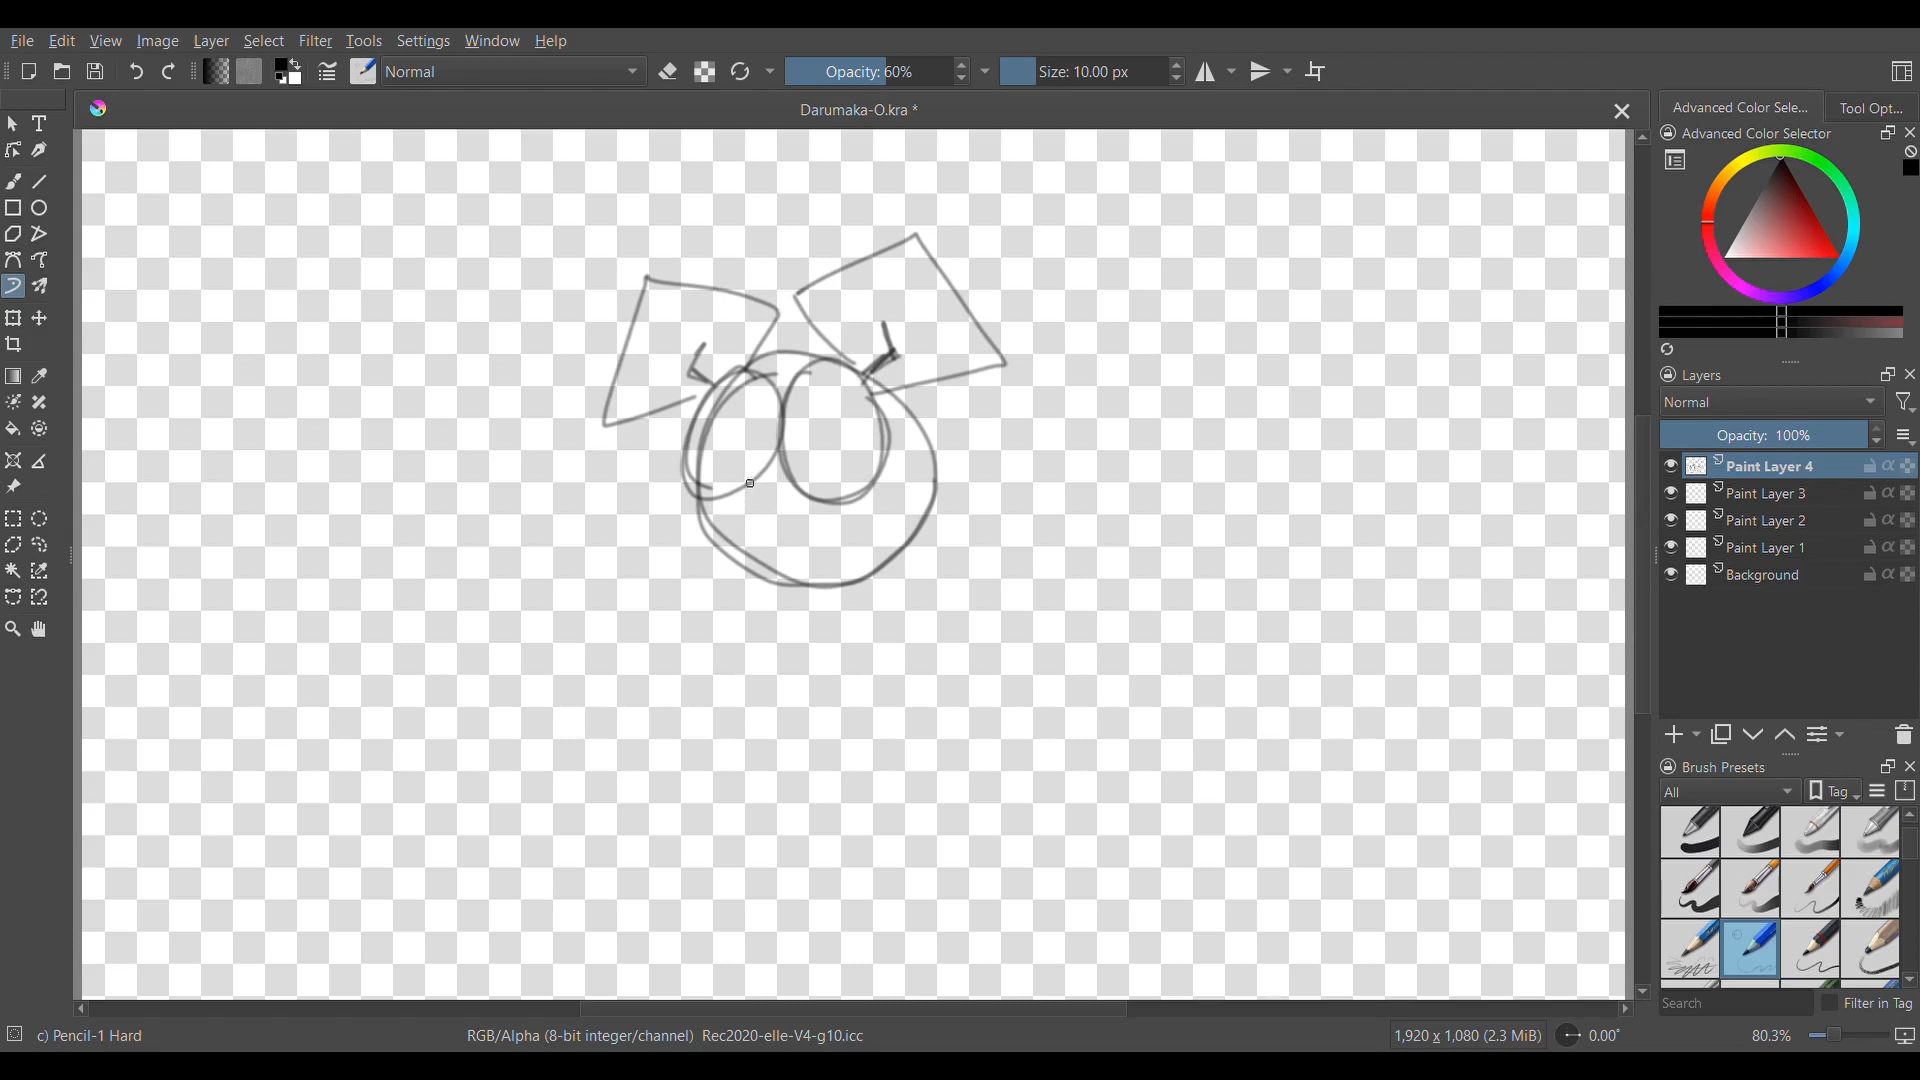 File Edit View Image Layer Select Filter Tools Settings Window Help
Normal Opacity: 60% Size: 10.00 px
Darumaka-O.kra *
Advanced Color Sele... Tool Opt...
Advanced Color Selector
Layers
Normal
Opacity: 100%
Paint Layer 4
Paint Layer 3
Paint Layer 2
Paint Layer 1
Background
Brush Presets
All Tag
Search Filter in Tag
c) Pencil-1 Hard RGB/Alpha (8-bit integer/channel) Rec2020-elle-V4-g10.icc 1,920 x 1,080 (2.3 MiB) 0.00° 80.3%